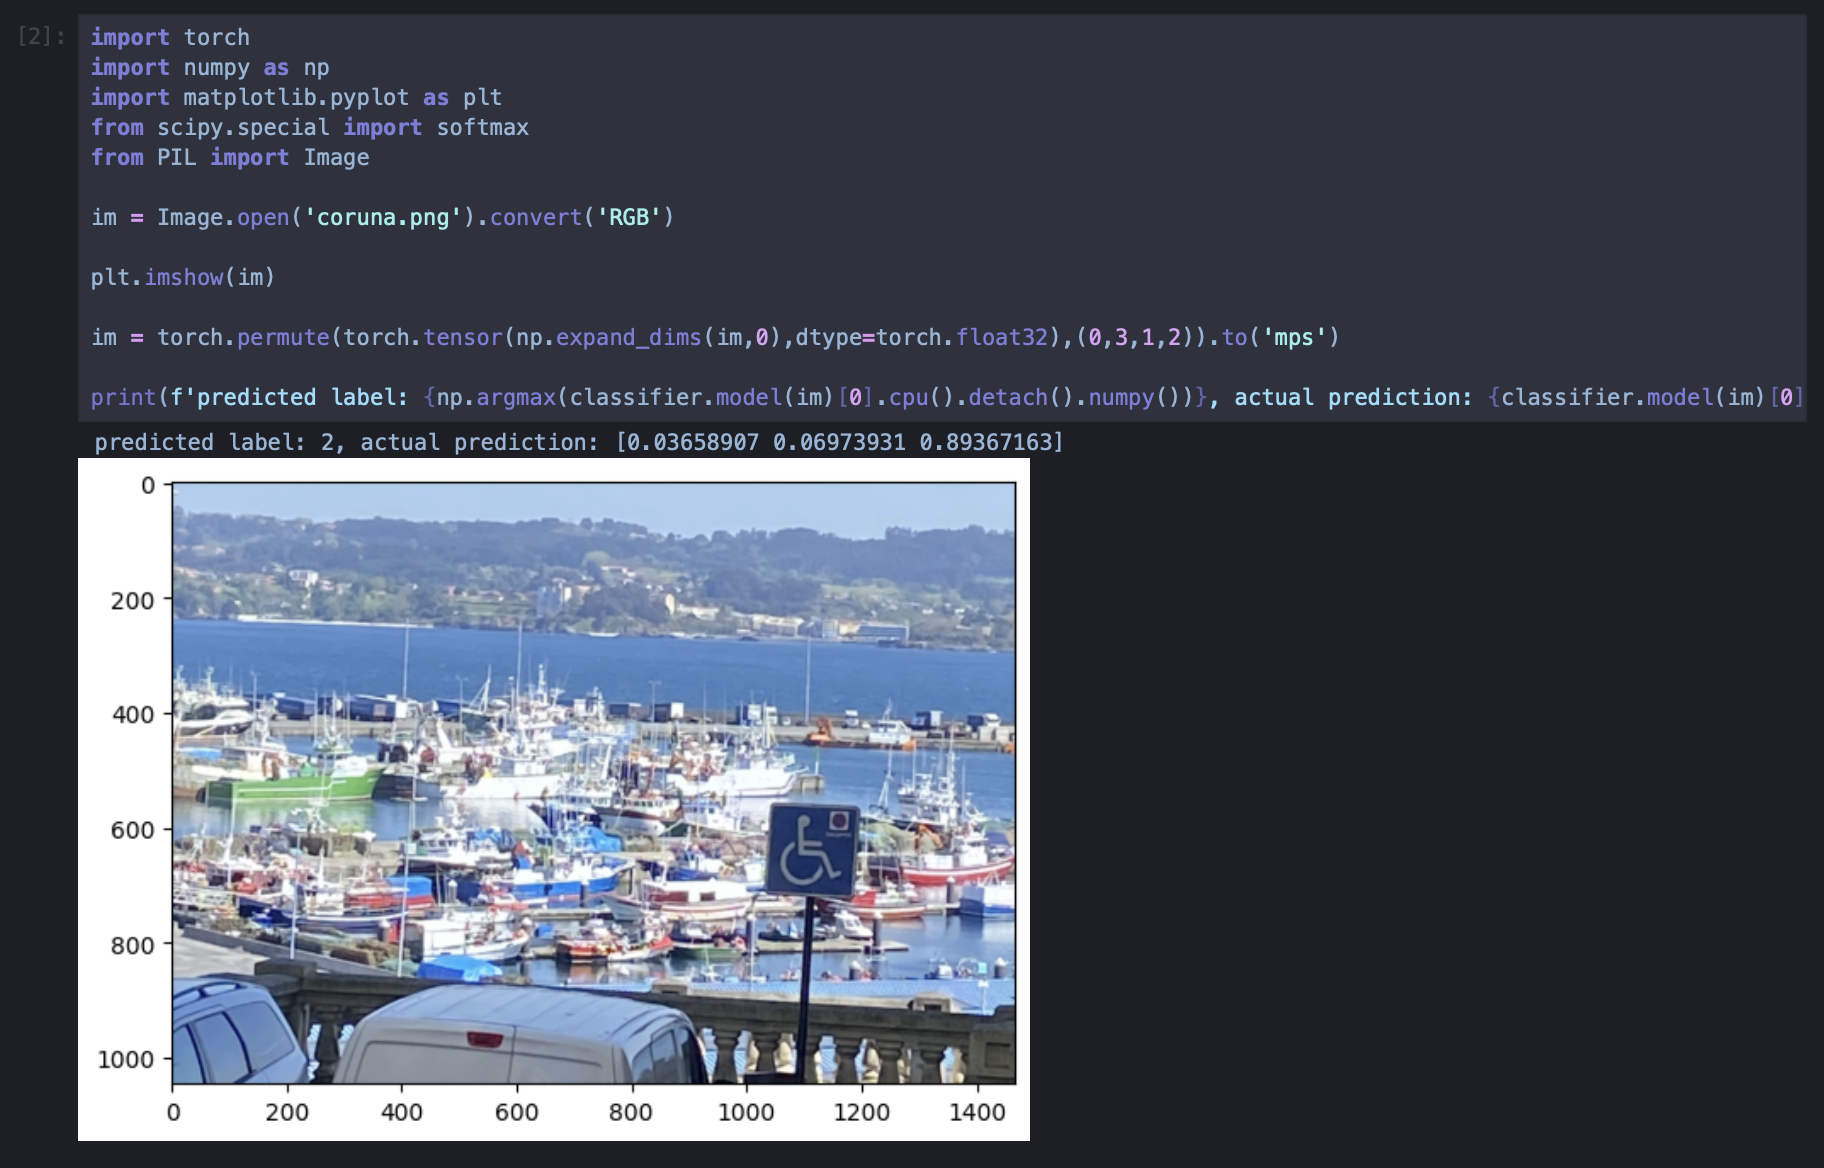 [2]:
import torch
import numpy as np
import matplotlib.pyplot as plt
from scipy.special import softmax
from PIL import Image
im = Image.open('coruna.png').convert('RGB')
plt.imshow(im)
im = torch.permute(torch.tensor(np.expand_dims(im,0),dtype=torch.float32),(0,3,1,2)).to('mps')
print(f'predicted label: {np.argmax(classifier.model(im)[0].cpu().detach().numpy())}, actual prediction: {classifier.model(im)[0]
predicted label: 2, actual prediction: [0.03658907 0.06973931 0.89367163]
0
200
400
600
800
1000
0 200 400 600 800 1000 1200 1400